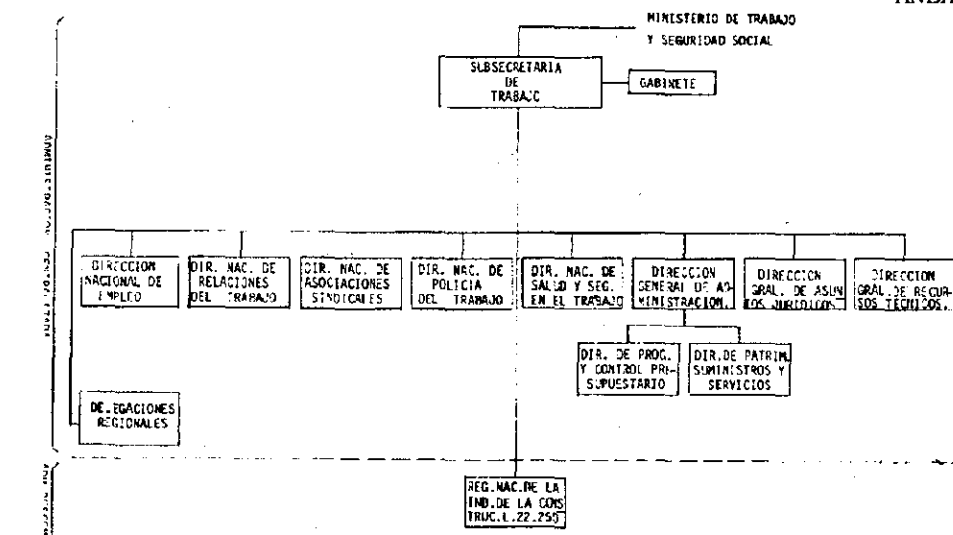 MINISTERIO DE TRABAJO
Y SEGURIDAD SOCIAL
SUBSECRETARIA
DE
TRABAJO
GABINETE
DIRECCION
NACIONAL DE
EMPLEO
DIR. NAC. DE
RELACIONES
DEL TRABAJO
DIR. NAC. DE
ASOCIACIONES
SINDICALES
DIR. NAC. DE
POLICIA
DEL TRABAJO
DIR. NAC. DE
SALUD Y SEG.
EN EL TRABAJO
DIRECCION
GENERAL DE AD-
MINISTRACION.
DIRECCION
GRAL. DE ASUN
TOS JURIDICOS
DIRECCION
GRAL. DE RECUR-
SOS TECNICOS.
DIR. DE PROG.
Y CONTROL PRE-
SUPUESTARIO
DIR.DE PATRIM.
SUMINISTROS Y
SERVICIOS
DELEGACIONES
REGIONALES
REG.NAC.DE LA
IND.DE LA CONS
TRUC.L.22.250
ADMINISTRACION CENTRALIZADA